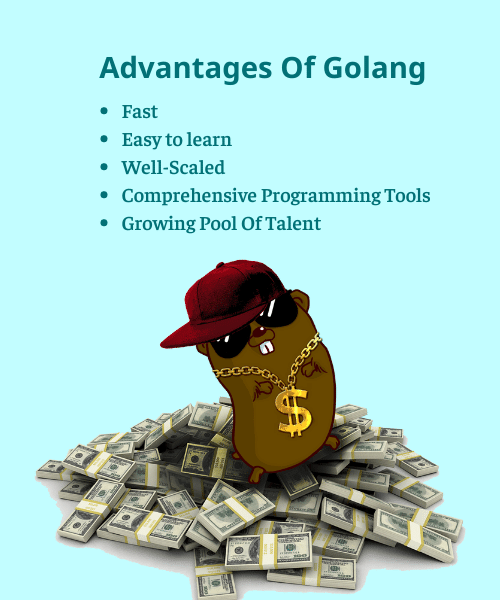 Advantages Of Golang
• Fast
• Easy to learn
• Well-Scaled
• Comprehensive Programming Tools
• Growing Pool Of Talent
$